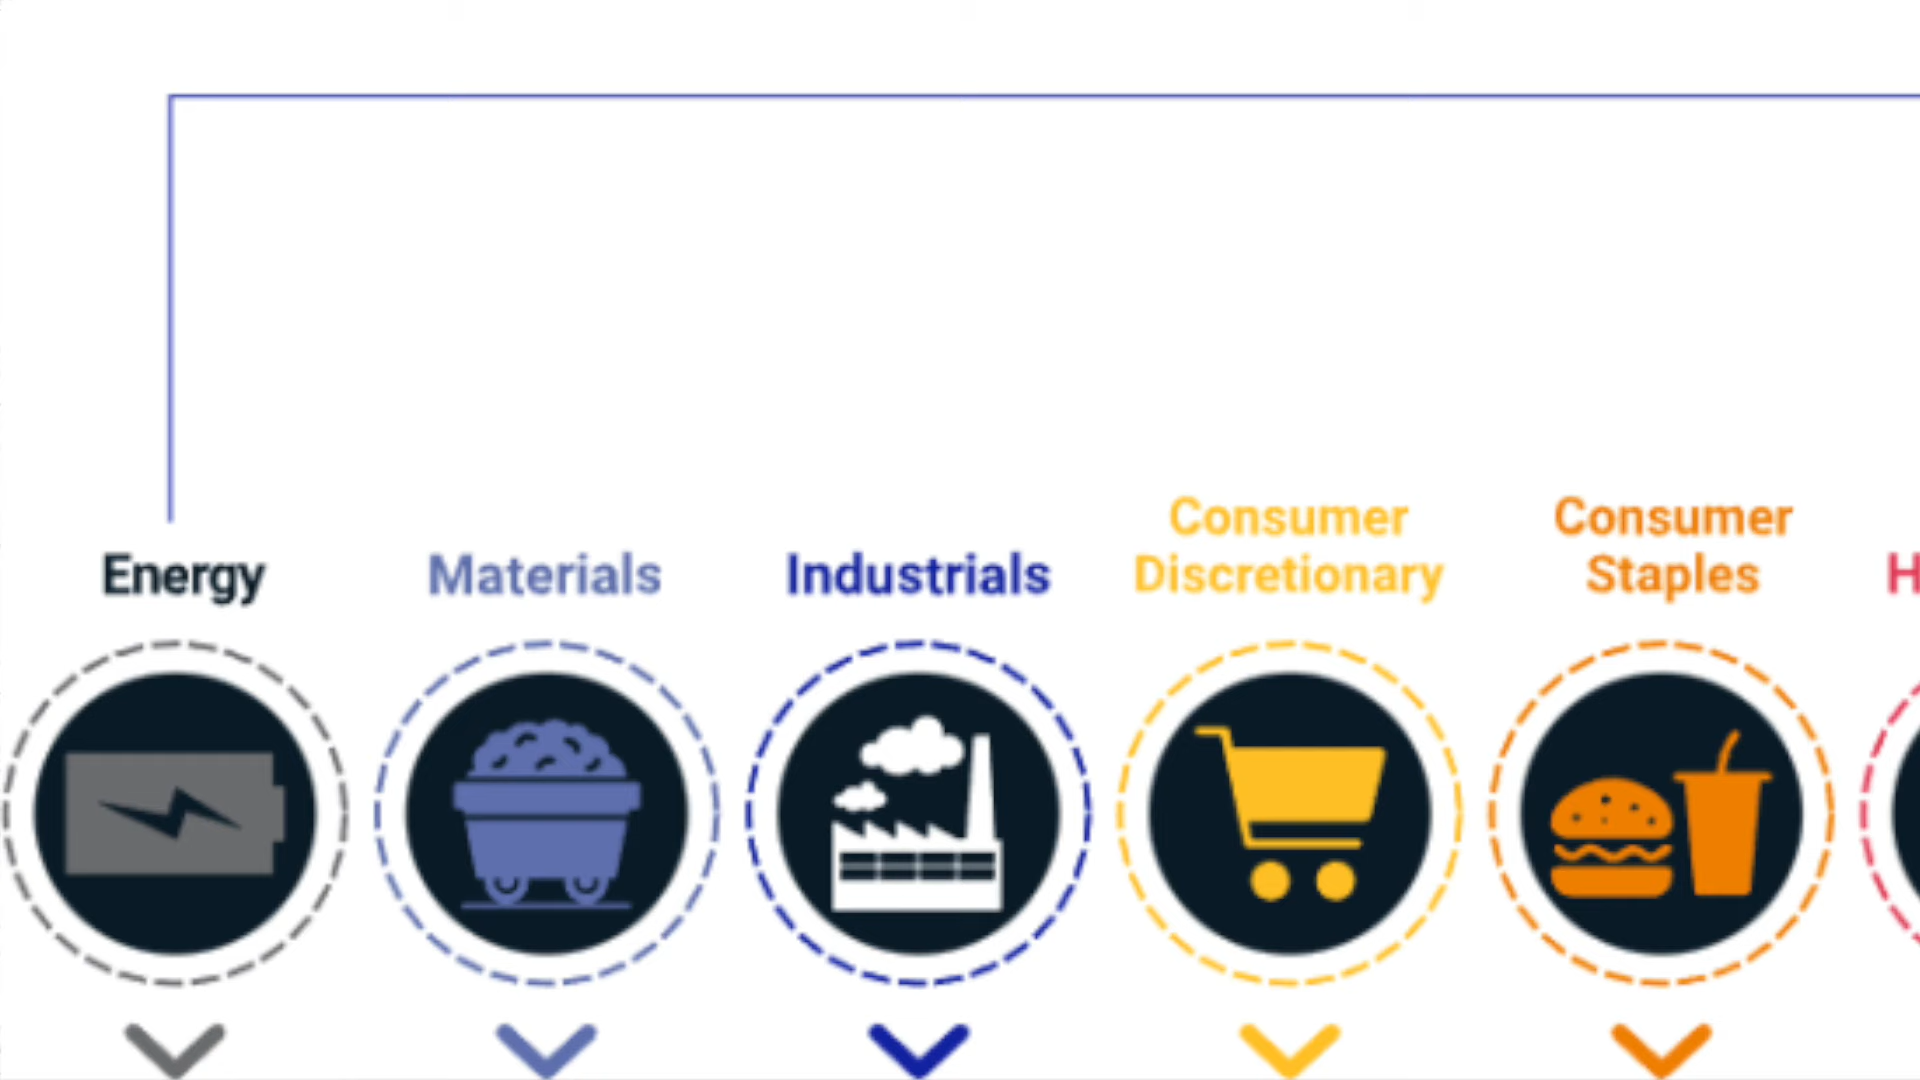 Energy
Materials
Industrials
Consumer
Discretionary
Consumer
Staples